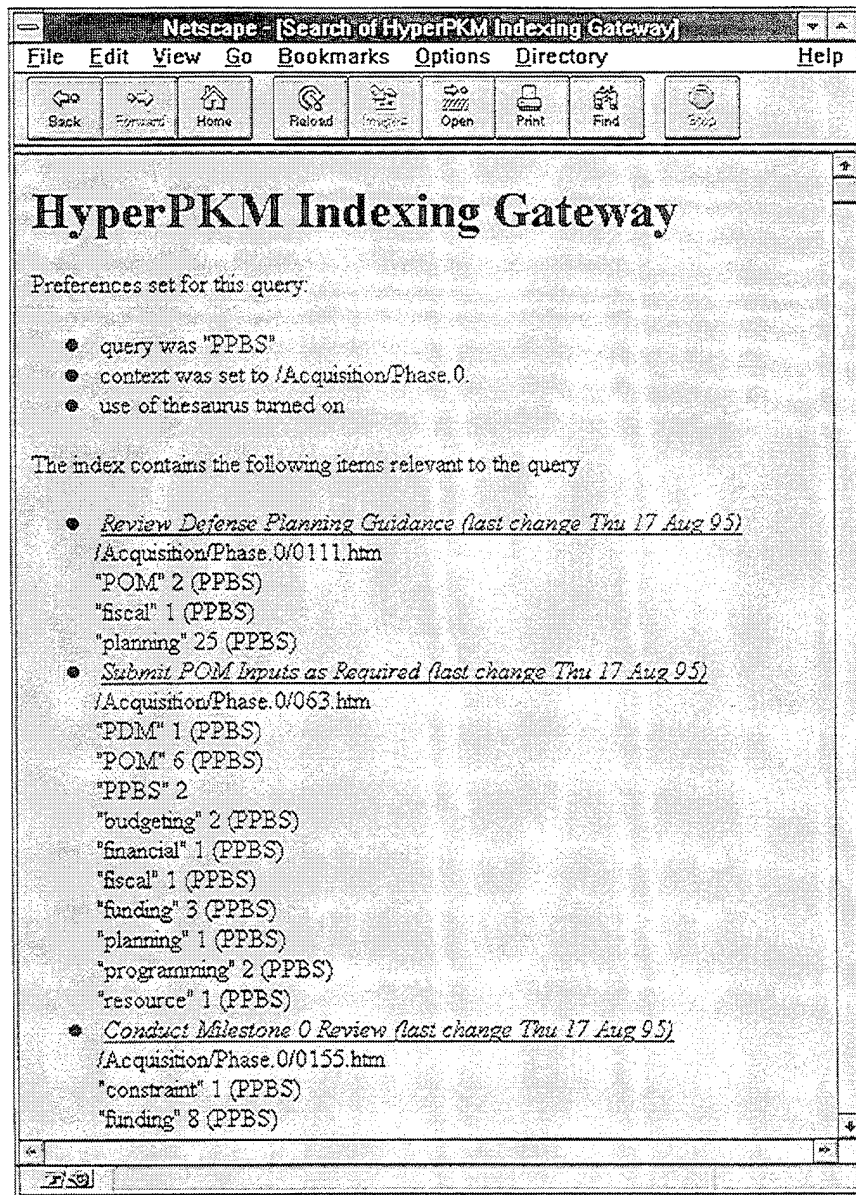 Netscape - [Search of HyperPKM Indexing Gateway]
File Edit View Go Bookmarks Options Directory Help
Back Forward Home Reload Images Open Print Find Stop
HyperPKM Indexing Gateway
Preferences set for this query:
query was "PPBS"
context was set to /Acquisition/Phase.0.
use of thesaurus turned on
The index contains the following items relevant to the query
Review Defense Planning Guidance (last change Thu 17 Aug 95)
/Acquisition/Phase.0/0111.htm
"POM" 2 (PPBS)
"fiscal" 1 (PPBS)
"planning" 25 (PPBS)
Submit POM Inputs as Required (last change Thu 17 Aug 95)
/Acquisition/Phase.0/063.htm
"PDM" 1 (PPBS)
"POM" 6 (PPBS)
"PPBS" 2
"budgeting" 2 (PPBS)
"financial" 1 (PPBS)
"fiscal" 1 (PPBS)
"funding" 3 (PPBS)
"planning" 1 (PPBS)
"programming" 2 (PPBS)
"resource" 1 (PPBS)
Conduct Milestone 0 Review (last change Thu 17 Aug 95)
/Acquisition/Phase.0/0155.htm
"constraint" 1 (PPBS)
"funding" 8 (PPBS)